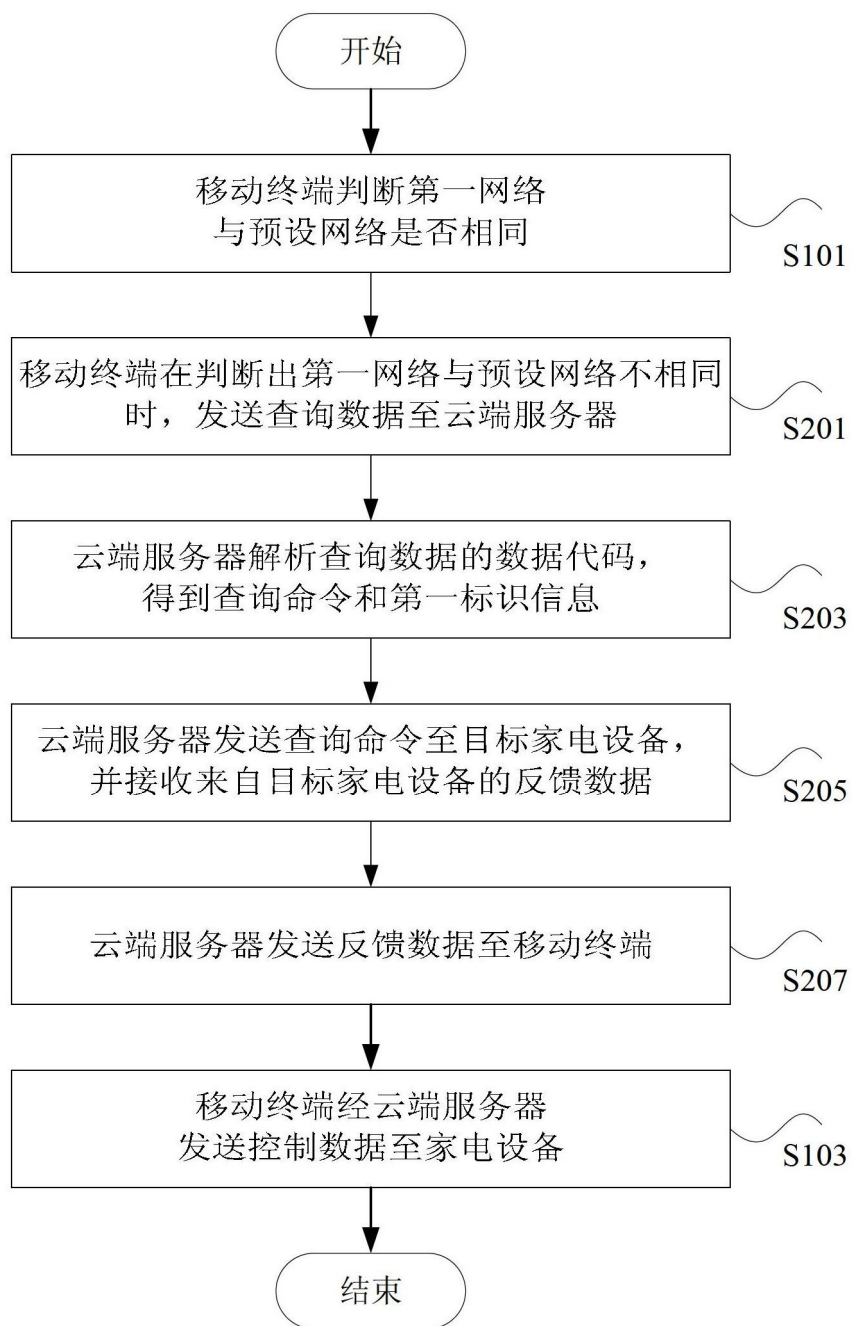 开始
移动终端判断第一网络
与预设网络是否相同
S101
移动终端在判断出第一网络与预设网络不相同
时，发送查询数据至云端服务器
S201
云端服务器解析查询数据的数据代码，
得到查询命令和第一标识信息
S203
云端服务器发送查询命令至目标家电设备，
并接收来自目标家电设备的反馈数据
S205
云端服务器发送反馈数据至移动终端
S207
移动终端经云端服务器
发送控制数据至家电设备
S103
结束